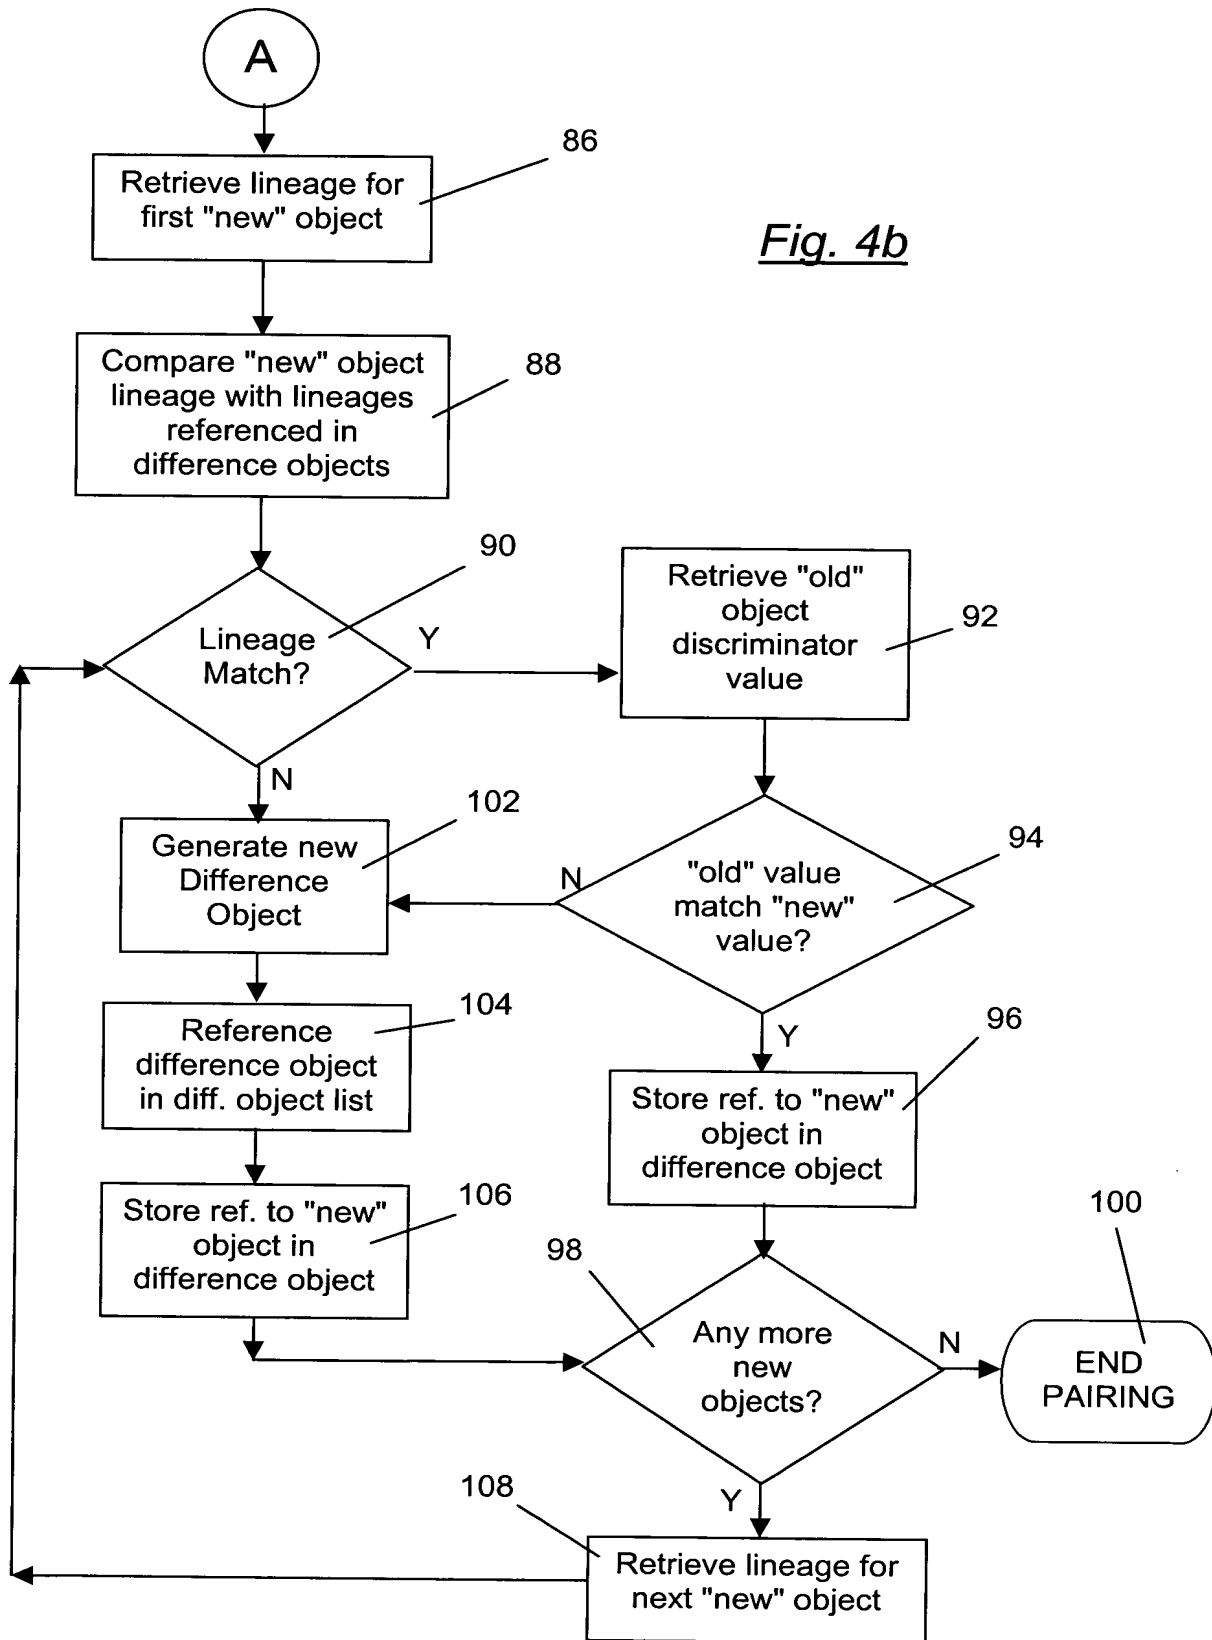 A
86
Retrieve lineage for
first "new" object
Fig. 4b
88
Compare "new" object
lineage with lineages
referenced in
difference objects
90
Lineage
Match?
Y
N
Retrieve "old"
object
discriminator
value
92
102
Generate new
Difference
Object
94
"old" value
match "new"
value?
N
Y
104
Reference
difference object
in diff. object list
96
Store ref. to "new"
object in
difference object
106
Store ref. to "new"
object in
difference object
98
Any more
new
objects?
N
Y
100
END
PAIRING
108
Retrieve lineage for
next "new" object